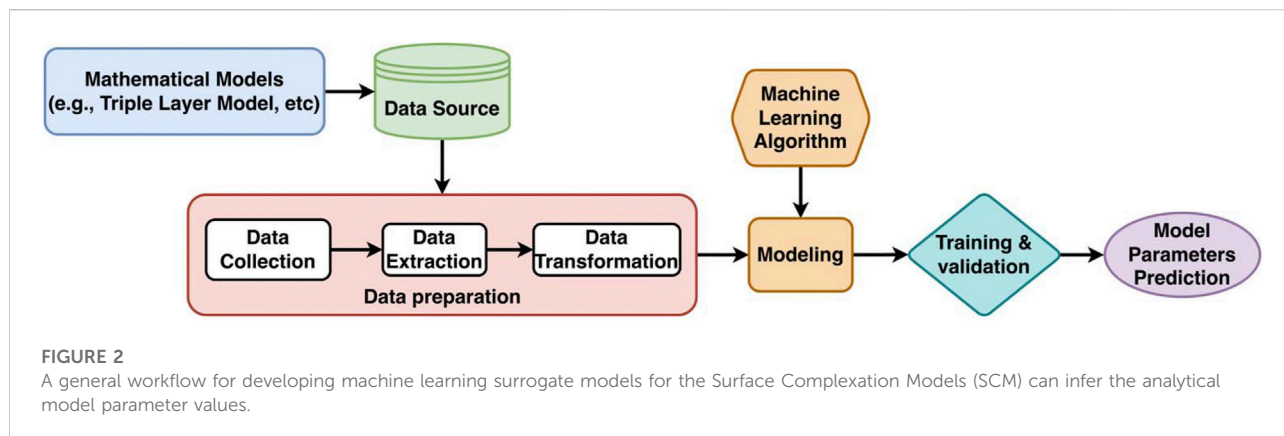 Mathematical Models
(e.g., Triple Layer Model, etc)
Data Source
Machine
Learning
Algorithm
Data
Collection
Data
Extraction
Data
Transformation
Data preparation
Modeling
Training &
validation
Model
Parameters
Prediction
FIGURE 2
A general workflow for developing machine learning surrogate models for the Surface Complexation Models (SCM) can infer the analytical
model parameter values.